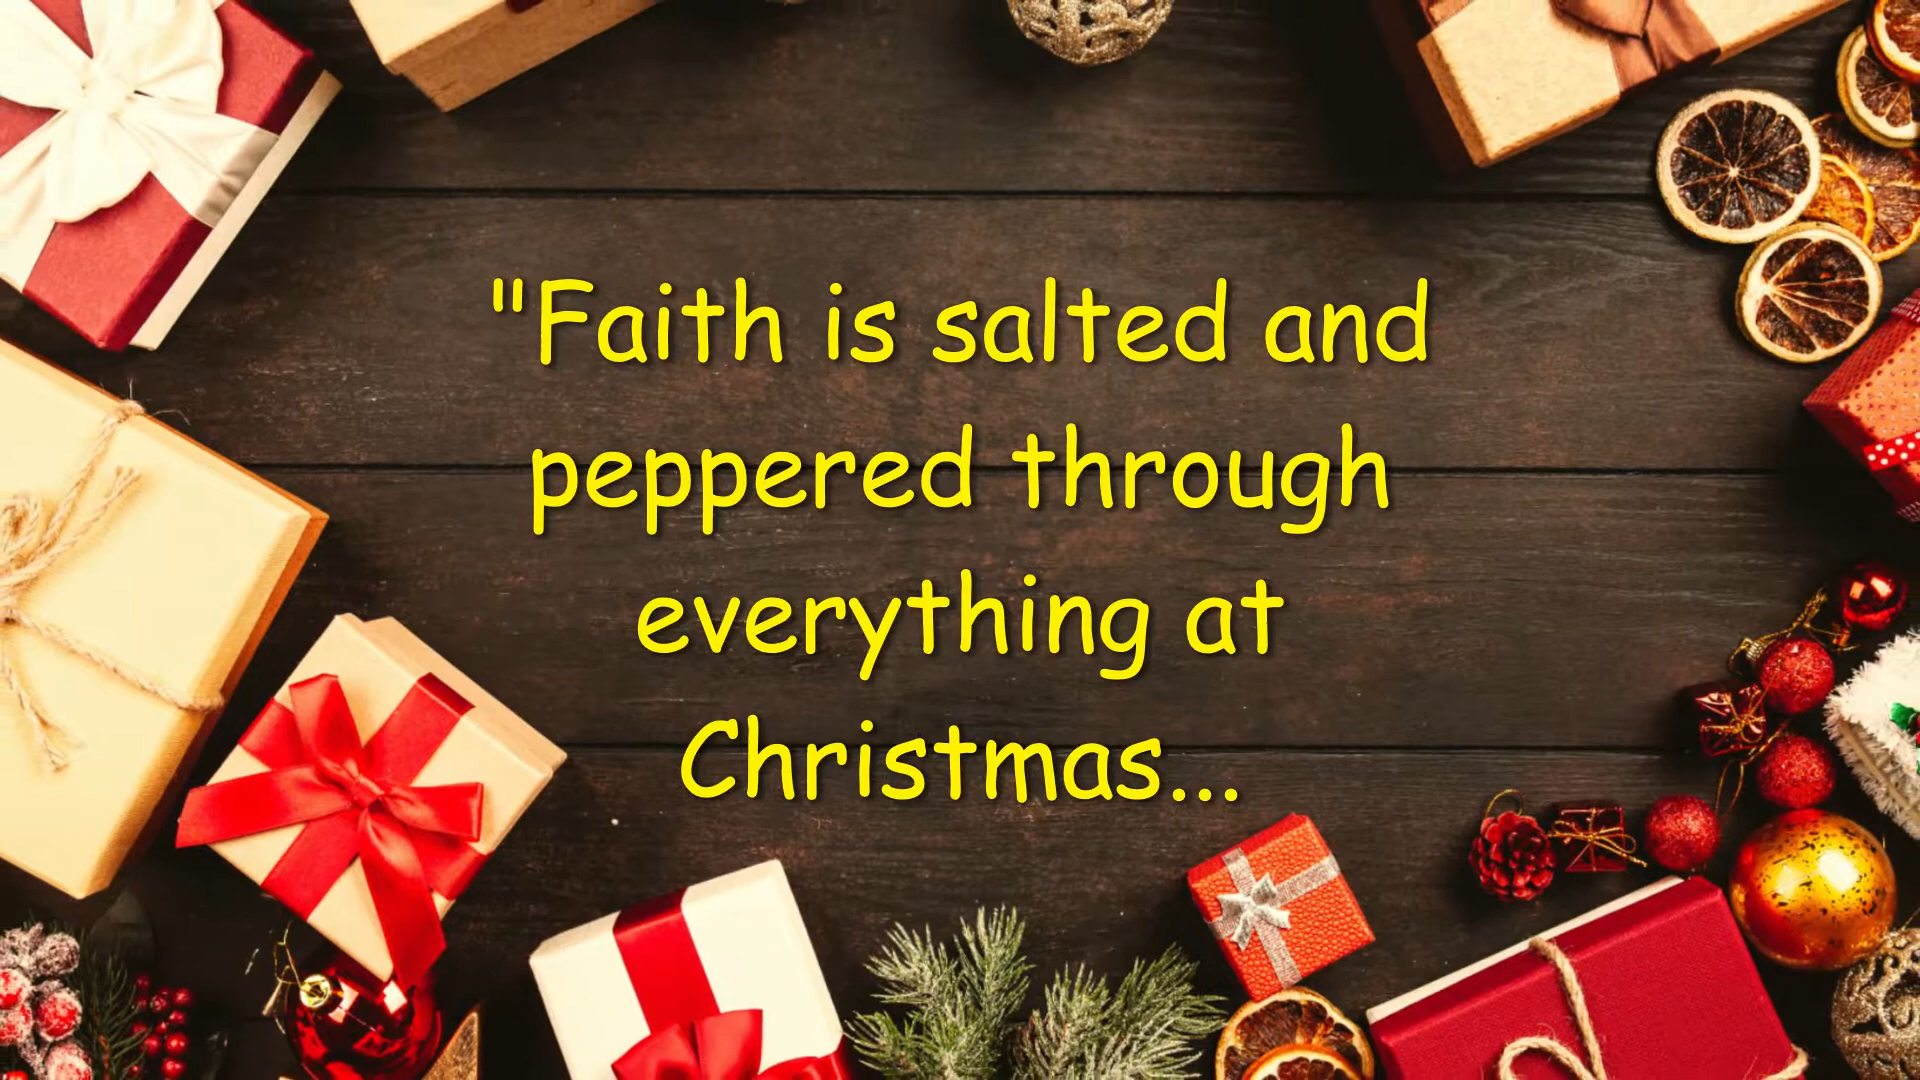 "Faith is salted and
peppered through
everything at
Christmas...